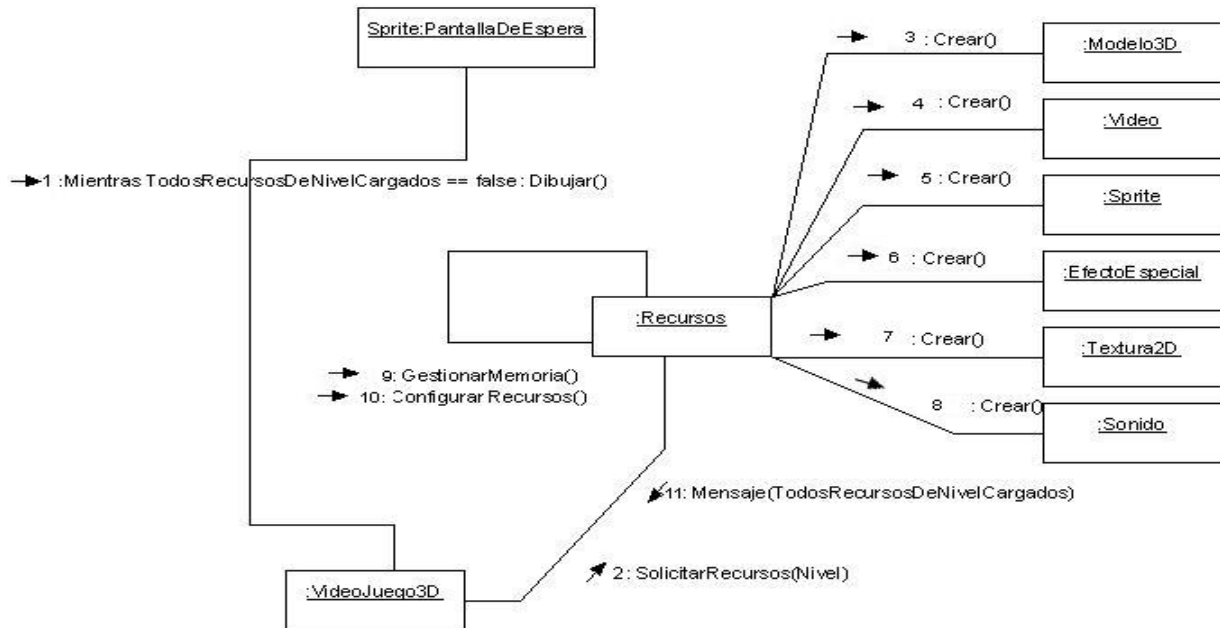 Sprite:PantallaDeEspera
3 : Crear()
:Modelo3D
4 : Crear()
:Video
1 :Mientras TodosRecursosDeNivelCargados == false: Dibujar()
5 : Crear()
:Sprite
6 : Crear()
:EfectoEspecial
:Recursos
7 : Crear()
:Textura2D
9: GestionarMemoria()
10: Configurar Recursos()
8 : Crear()
:Sonido
11: Mensaje(TodosRecursosDeNivelCargados)
2: SolicitarRecursos(Nivel)
:VideoJuego3D